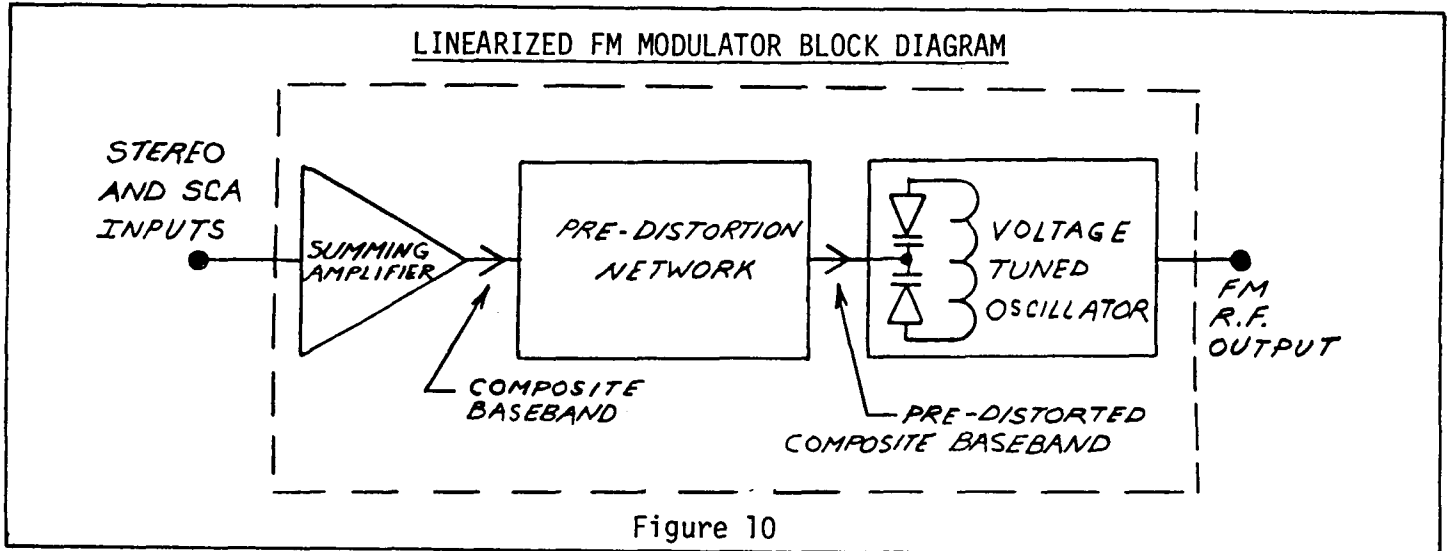 LINEARIZED FM MODULATOR BLOCK DIAGRAM
STEREO
AND SCA
INPUTS
SUMMING
AMPLIFIER
PRE-DISTORTION
NETWORK
VOLTAGE
TUNED
OSCILLATOR
FM
R.F.
OUTPUT
COMPOSITE
BASEBAND
PRE-DISTORTED
COMPOSITE BASEBAND
Figure 10